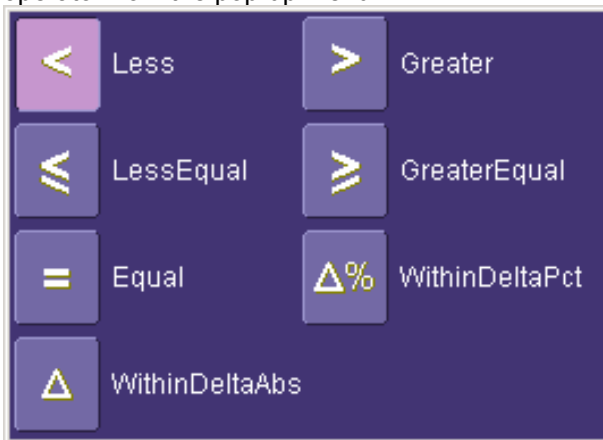 < Less > Greater
≤ LessEqual ≥ GreaterEqual
= Equal Δ% WithinDeltaPct
Δ WithinDeltaAbs